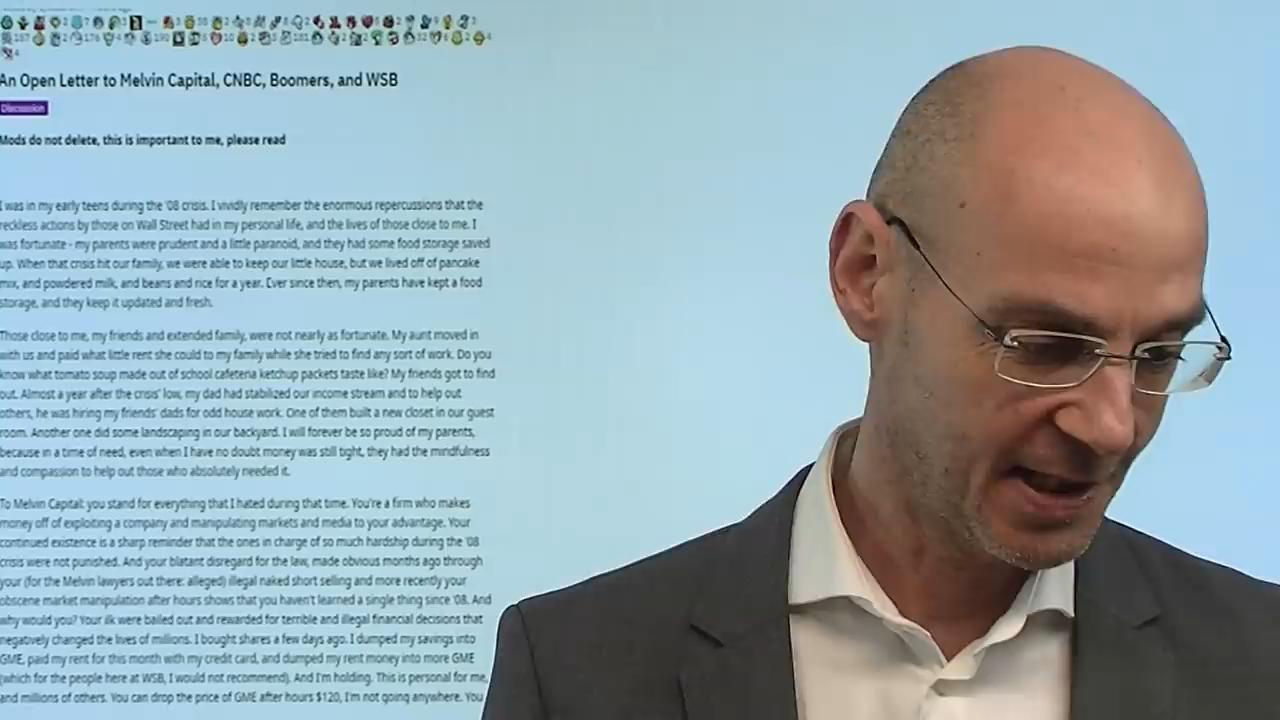 An Open Letter to Melvin Capital, CNBC, Boomers, and WSB
Discussion
Mods do not delete, this is important to me, please read
I was in my early teens during the '08 crisis. I vividly remember the enormous repercussions that the
reckless actions by those on Wall Street had in my personal life, and the lives of those close to me. I
was fortunate - my parents were prudent and a little paranoid, and they had some food storage saved
up. When that crisis hit our family, we were able to keep our little house, but we lived off of pancake
mix, and powdered milk, and beans and rice for a year. Ever since then, my parents have kept a food
storage, and they keep it updated and fresh.
Those close to me, my friends and extended family, were not nearly as fortunate. My aunt moved in
with us and paid what little rent she could to my family while she tried to find any sort of work. Do you
know what tomato soup made out of school cafeteria ketchup packets taste like? My friends got to find
out. Almost a year after the crisis' low, my dad had stabilized our income stream and to help out
others, he was hiring my friends' dads for odd house work. One of them built a new closet in our guest
room. Another one did some landscaping in our backyard. I will forever be so proud of my parents,
because in a time of need, even when I have no doubt money was still tight, they had the mindfulness
and compassion to help out those who absolutely needed it.
To Melvin Capital: you stand for everything that I hated during that time. You're a firm who makes
money off of exploiting a company and manipulating markets and media to your advantage. Your
continued existence is a sharp reminder that the ones in charge of so much hardship during the '08
crisis were not punished. And your blatant disregard for the law, made obvious months ago through
your (for the Melvin lawyers out there: alleged) illegal naked short selling and more recently your
obscene market manipulation after hours shows that you haven't learned a single thing since '08. And
why would you? Your ilk were bailed out and rewarded for terrible and illegal financial decisions that
negatively changed the lives of millions. I bought shares a few days ago. I dumped my savings into
GME, paid my rent for this month with my credit card, and dumped my rent money into more GME
(which for the people here at WSB, I would not recommend). And I'm holding. This is personal for me,
and millions of others. You can drop the price of GME after hours $120, I'm not going anywhere. You